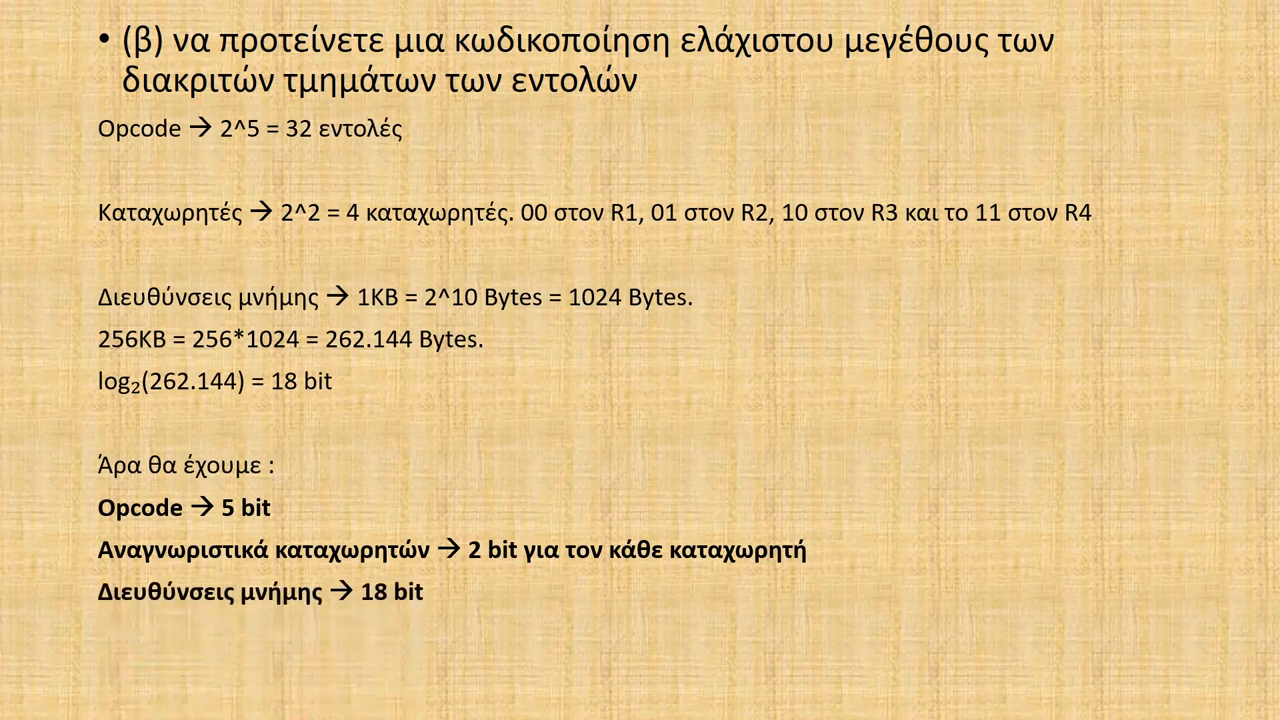 • (β) να προτείνετε μια κωδικοποίηση ελάχιστου μεγέθους των
διακριτών τμημάτων των εντολών
Opcode → 2^5 = 32 εντολές
Καταχωρητές → 2^2 = 4 καταχωρητές. 00 στον R1, 01 στον R2, 10 στον R3 και το 11 στον R4
Διευθύνσεις μνήμης → 1KB = 2^10 Bytes = 1024 Bytes.
256KB = 256*1024 = 262.144 Bytes.
log₂(262.144) = 18 bit
Άρα θα έχουμε :
Opcode → 5 bit
Αναγνωριστικά καταχωρητών → 2 bit για τον κάθε καταχωρητή
Διευθύνσεις μνήμης → 18 bit